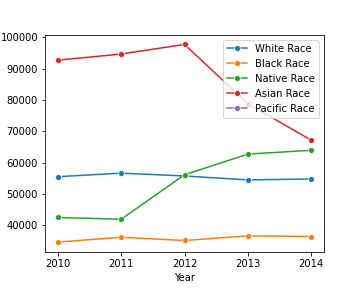 100000
90000
80000
70000
60000
50000
40000
White Race
Black Race
Native Race
Asian Race
Pacific Race
2010 2011 2012 2013 2014
Year